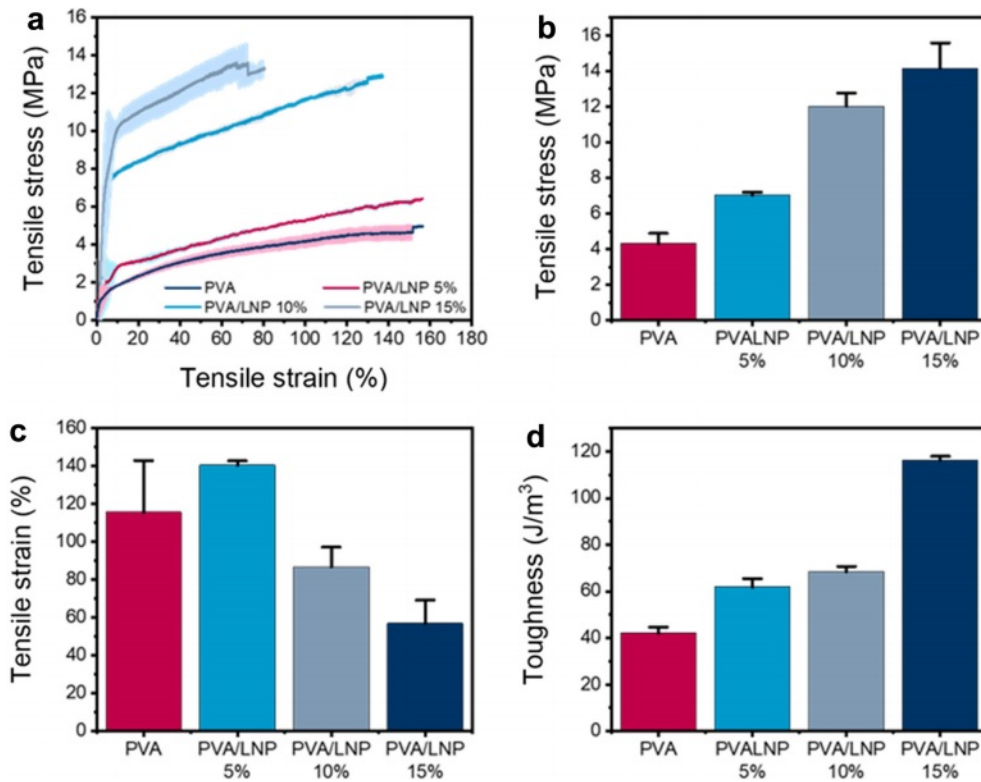 a
Tensile stress (MPa)
16
14
12
10
8
6
4
2
0
PVA
PVA/LNP 5%
PVA/LNP 10%
PVA/LNP 15%
0 20 40 60 80 100 120 140 160 180
Tensile strain (%)
b
Tensile stress (MPa)
16
14
12
10
8
6
4
2
0
PVA
PVALNP
5%
PVA/LNP
10%
PVA/LNP
15%
c
Tensile strain (%)
160
140
120
100
80
60
40
20
0
PVA
PVA/LNP
5%
PVA/LNP
10%
PVA/LNP
15%
d
Toughness (J/m³)
120
100
80
60
40
20
0
PVA
PVA/LNP
5%
PVA/LNP
10%
PVA/LNP
15%